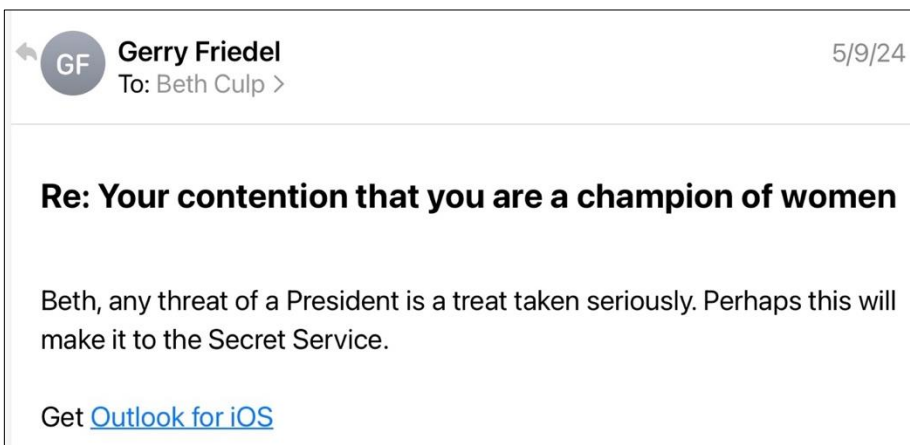 GF
Gerry Friedel
5/9/24
To: Beth Culp >
Re: Your contention that you are a champion of women
Beth, any threat of a President is a treat taken seriously. Perhaps this will
make it to the Secret Service.
Get Outlook for iOS